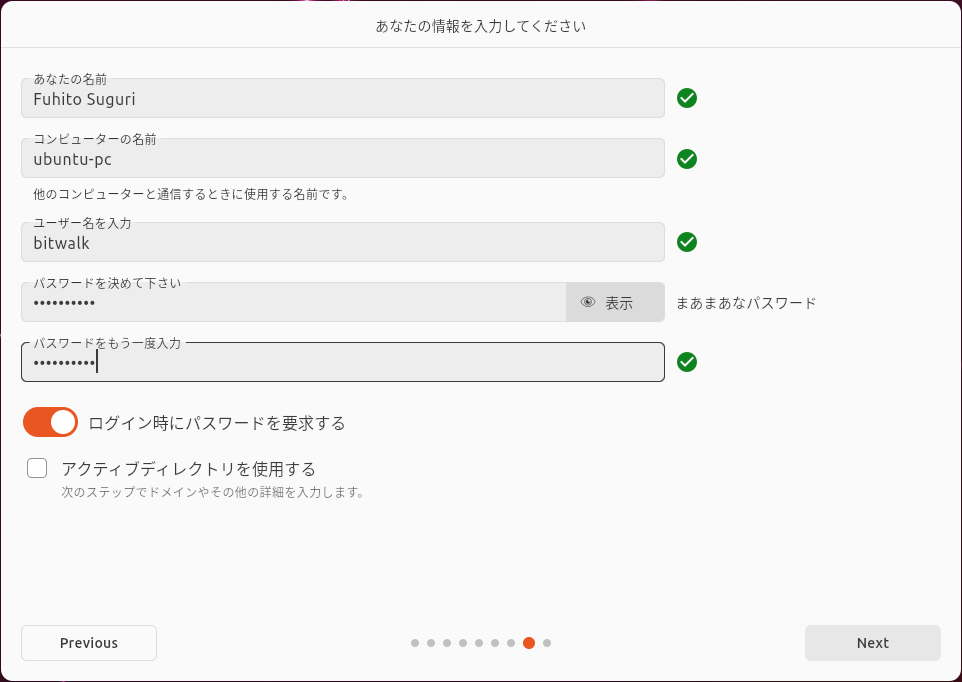 あなたの情報を入力してください
あなたの名前
Fuhito Suguri
コンピューターの名前
ubuntu-pc
他のコンピューターと通信するときに使用する名前です。
ユーザー名を入力
bitwalk
パスワードを決めて下さい
••••••••••
表示
まあまあなパスワード
パスワードをもう一度入力
••••••••••
ログイン時にパスワードを要求する
アクティブディレクトリを使用する
次のステップでドメインやその他の詳細を入力します。
Previous
Next